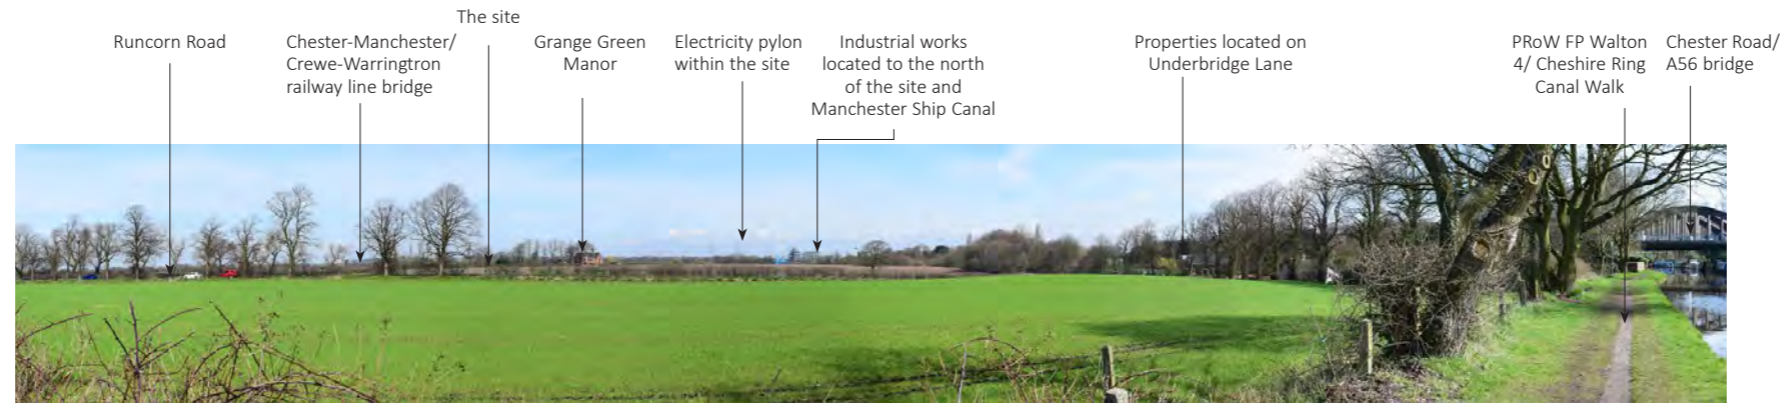 The site
Runcorn Road
Chester-Manchester/
Crewe-Warringtron
railway line bridge
Grange Green
Manor
Electricity pylon
within the site
Industrial works
located to the north
of the site and
Manchester Ship Canal
Properties located on
Underbridge Lane
PRoW FP Walton
4/ Cheshire Ring
Canal Walk
Chester Road/
A56 bridge